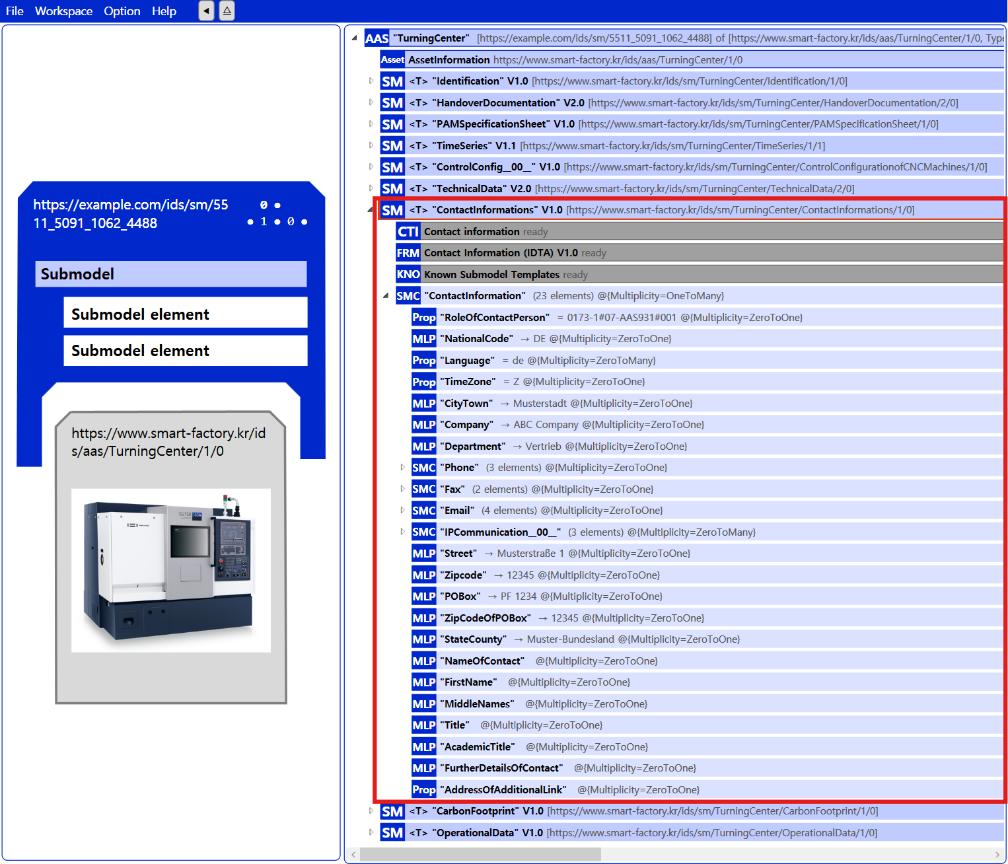 File Workspace Option Help
https://example.com/ids/sm/55
11_5091_1062_4488
0
1 0
Submodel
Submodel element
Submodel element
https://www.smart-factory.kr/id
s/aas/TurningCenter/1/0
AAS "TurningCenter" [https://example.com/ids/sm/5511_5091_1062_4488] of [https://www.smart-factory.kr/ids/aas/TurningCenter/1/0, Type
Asset AssetInformation https://www.smart-factory.kr/ids/aas/TurningCenter/1/0
SM <T> "Identification" V1.0 [https://www.smart-factory.kr/ids/sm/TurningCenter/Identification/1/0]
SM <T> "HandoverDocumentation" V2.0 [https://www.smart-factory.kr/ids/sm/TurningCenter/HandoverDocumentation/2/0]
SM <T> "PAMSpecificationSheet" V1.0 [https://www.smart-factory.kr/ids/sm/TurningCenter/PAMSpecificationSheet/1/0]
SM <T> "TimeSeries" V1.1 [https://www.smart-factory.kr/ids/sm/TurningCenter/TimeSeries/1/1]
SM <T> "ControlConfig__00__" V1.0 [https://www.smart-factory.kr/ids/sm/TurningCenter/ControlConfigurationofCNCMachines/1/0]
SM <T> "TechnicalData" V2.0 [https://www.smart-factory.kr/ids/sm/TurningCenter/TechnicalData/2/0]
SM <T> "ContactInformations" V1.0 [https://www.smart-factory.kr/ids/sm/TurningCenter/ContactInformations/1/0]
CTI Contact information ready
FRM Contact Information (IDTA) V1.0 ready
KNO Known Submodel Templates ready
SMC "ContactInformation" (23 elements) @{Multiplicity=OneToMany}
Prop "RoleOfContactPerson" = 0173-1#07-AAS931#001 @{Multiplicity=ZeroToOne}
MLP "NationalCode" → DE @{Multiplicity=ZeroToOne}
Prop "Language" = de @{Multiplicity=ZeroToMany}
Prop "TimeZone" = Z @{Multiplicity=ZeroToOne}
MLP "CityTown" → Musterstadt @{Multiplicity=ZeroToOne}
MLP "Company" → ABC Company @{Multiplicity=ZeroToOne}
MLP "Department" → Vertrieb @{Multiplicity=ZeroToOne}
SMC "Phone" (3 elements) @{Multiplicity=ZeroToOne}
SMC "Fax" (2 elements) @{Multiplicity=ZeroToOne}
SMC "Email" (4 elements) @{Multiplicity=ZeroToOne}
SMC "IPCommunication__00__" (3 elements) @{Multiplicity=ZeroToMany}
MLP "Street" → Musterstraße 1 @{Multiplicity=ZeroToOne}
MLP "Zipcode" → 12345 @{Multiplicity=ZeroToOne}
MLP "POBox" → PF 1234 @{Multiplicity=ZeroToOne}
MLP "ZipCodeOfPOBox" → 12345 @{Multiplicity=ZeroToOne}
MLP "StateCounty" → Muster-Bundesland @{Multiplicity=ZeroToOne}
MLP "NameOfContact" @{Multiplicity=ZeroToOne}
MLP "FirstName" @{Multiplicity=ZeroToOne}
MLP "MiddleNames" @{Multiplicity=ZeroToOne}
MLP "Title" @{Multiplicity=ZeroToOne}
MLP "AcademicTitle" @{Multiplicity=ZeroToOne}
MLP "FurtherDetailsOfContact" @{Multiplicity=ZeroToOne}
Prop "AddressOfAdditionalLink" @{Multiplicity=ZeroToOne}
SM <T> "CarbonFootprint" V1.0 [https://www.smart-factory.kr/ids/sm/TurningCenter/CarbonFootprint/1/0]
SM <T> "OperationalData" V1.0 [https://www.smart-factory.kr/ids/sm/TurningCenter/OperationalData/1/0]